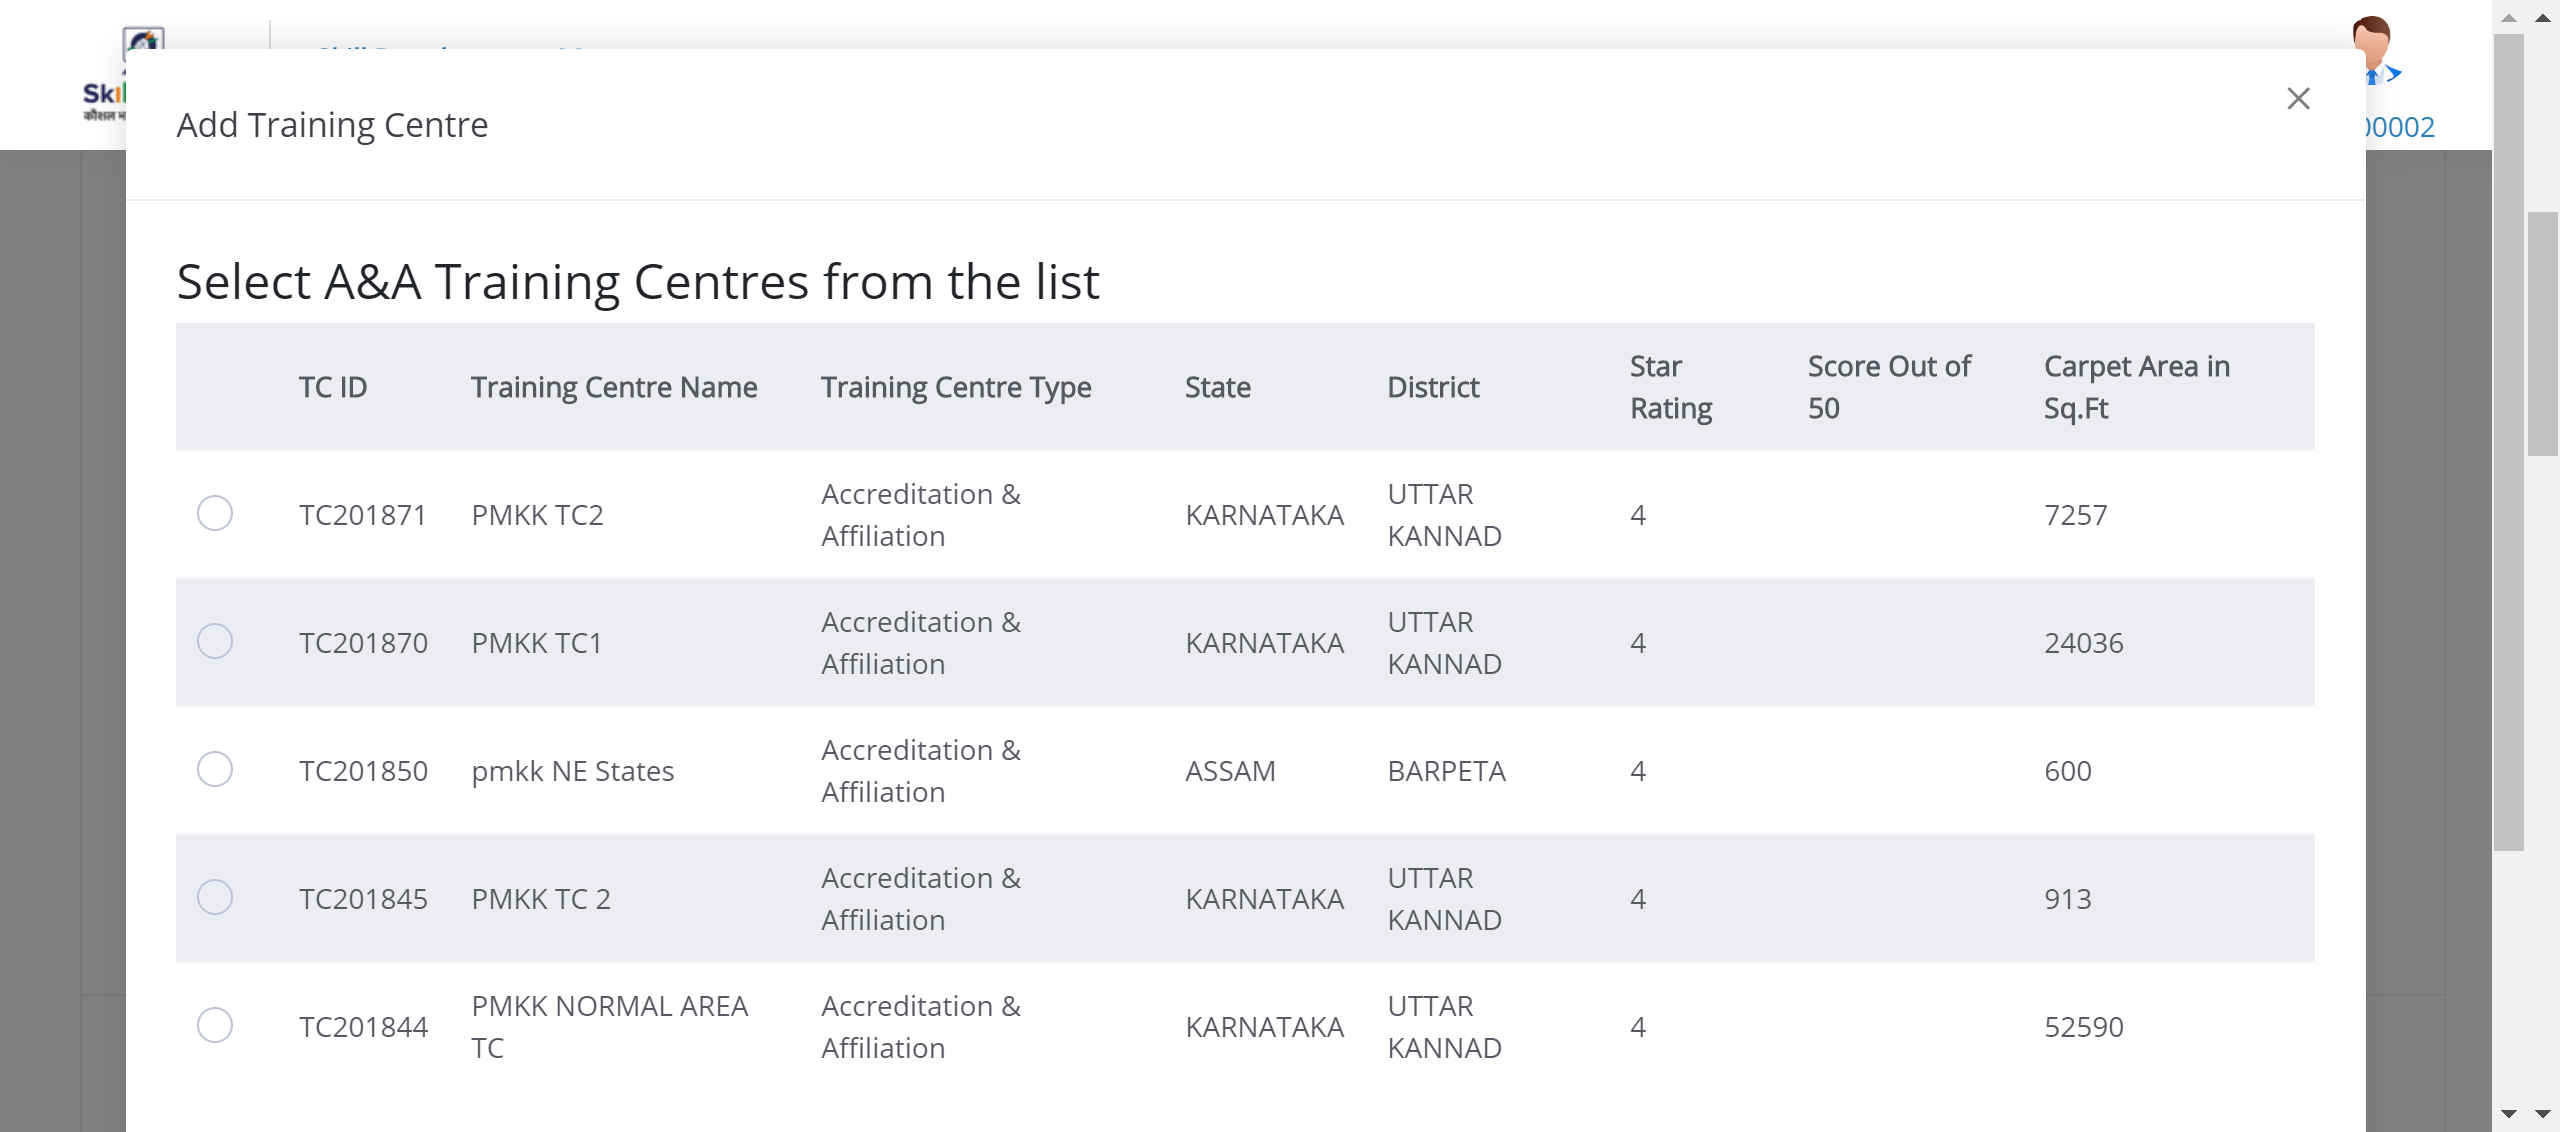 Add Training Centre
00002
Select A&A Training Centres from the list
TC ID Training Centre Name Training Centre Type State District Star Rating Score Out of 50 Carpet Area in Sq.Ft
TC201871 PMKK TC2 Accreditation & Affiliation KARNATAKA UTTAR KANNAD 4 7257
TC201870 PMKK TC1 Accreditation & Affiliation KARNATAKA UTTAR KANNAD 4 24036
TC201850 pmkk NE States Accreditation & Affiliation ASSAM BARPETA 4 600
TC201845 PMKK TC 2 Accreditation & Affiliation KARNATAKA UTTAR KANNAD 4 913
TC201844 PMKK NORMAL AREA TC Accreditation & Affiliation KARNATAKA UTTAR KANNAD 4 52590